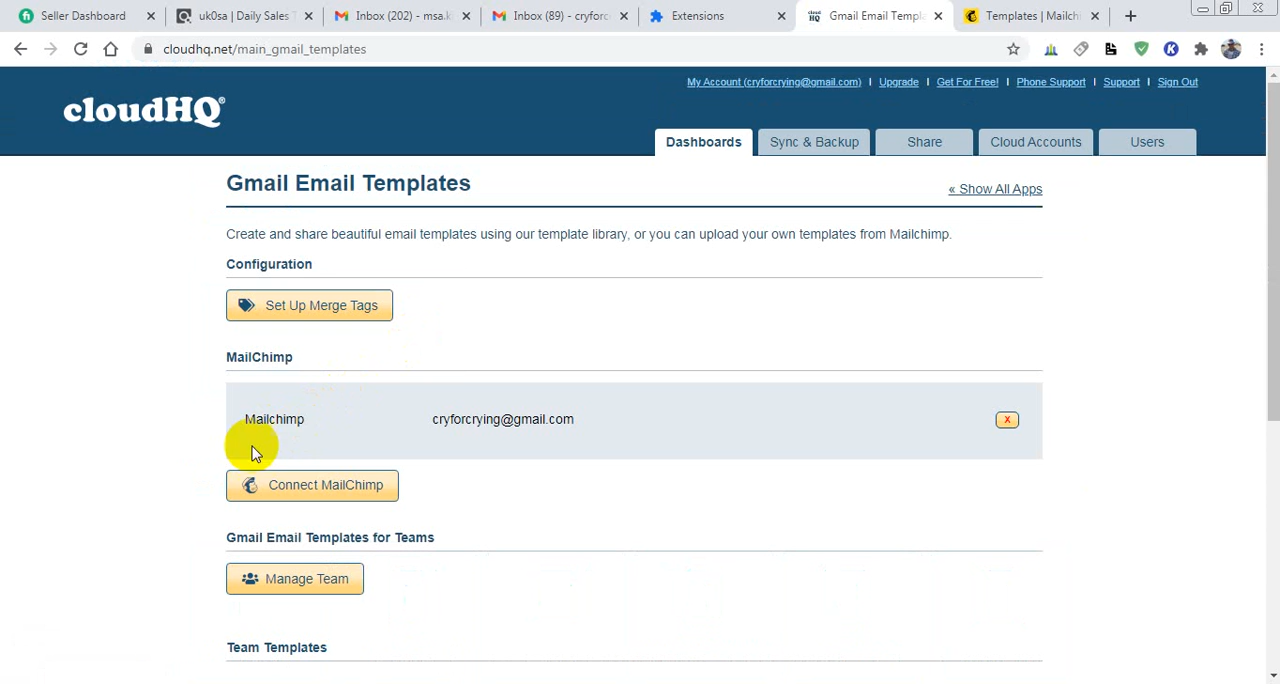 Seller Dashboard
uk0sa | Daily Sales T
Inbox (202) - msa.k
Inbox (89) - cryforc
Extensions
Gmail Email Templa
Templates | Mailchi
cloudhq.net/main_gmail_templates
My Account (cryforcrying@gmail.com) | Upgrade | Get For Free! | Phone Support | Support | Sign Out
cloudHQ®
Dashboards
Sync & Backup
Share
Cloud Accounts
Users
Gmail Email Templates
« Show All Apps
Create and share beautiful email templates using our template library, or you can upload your own templates from Mailchimp.
Configuration
Set Up Merge Tags
MailChimp
Mailchimp cryforcrying@gmail.com X
Connect MailChimp
Gmail Email Templates for Teams
Manage Team
Team Templates